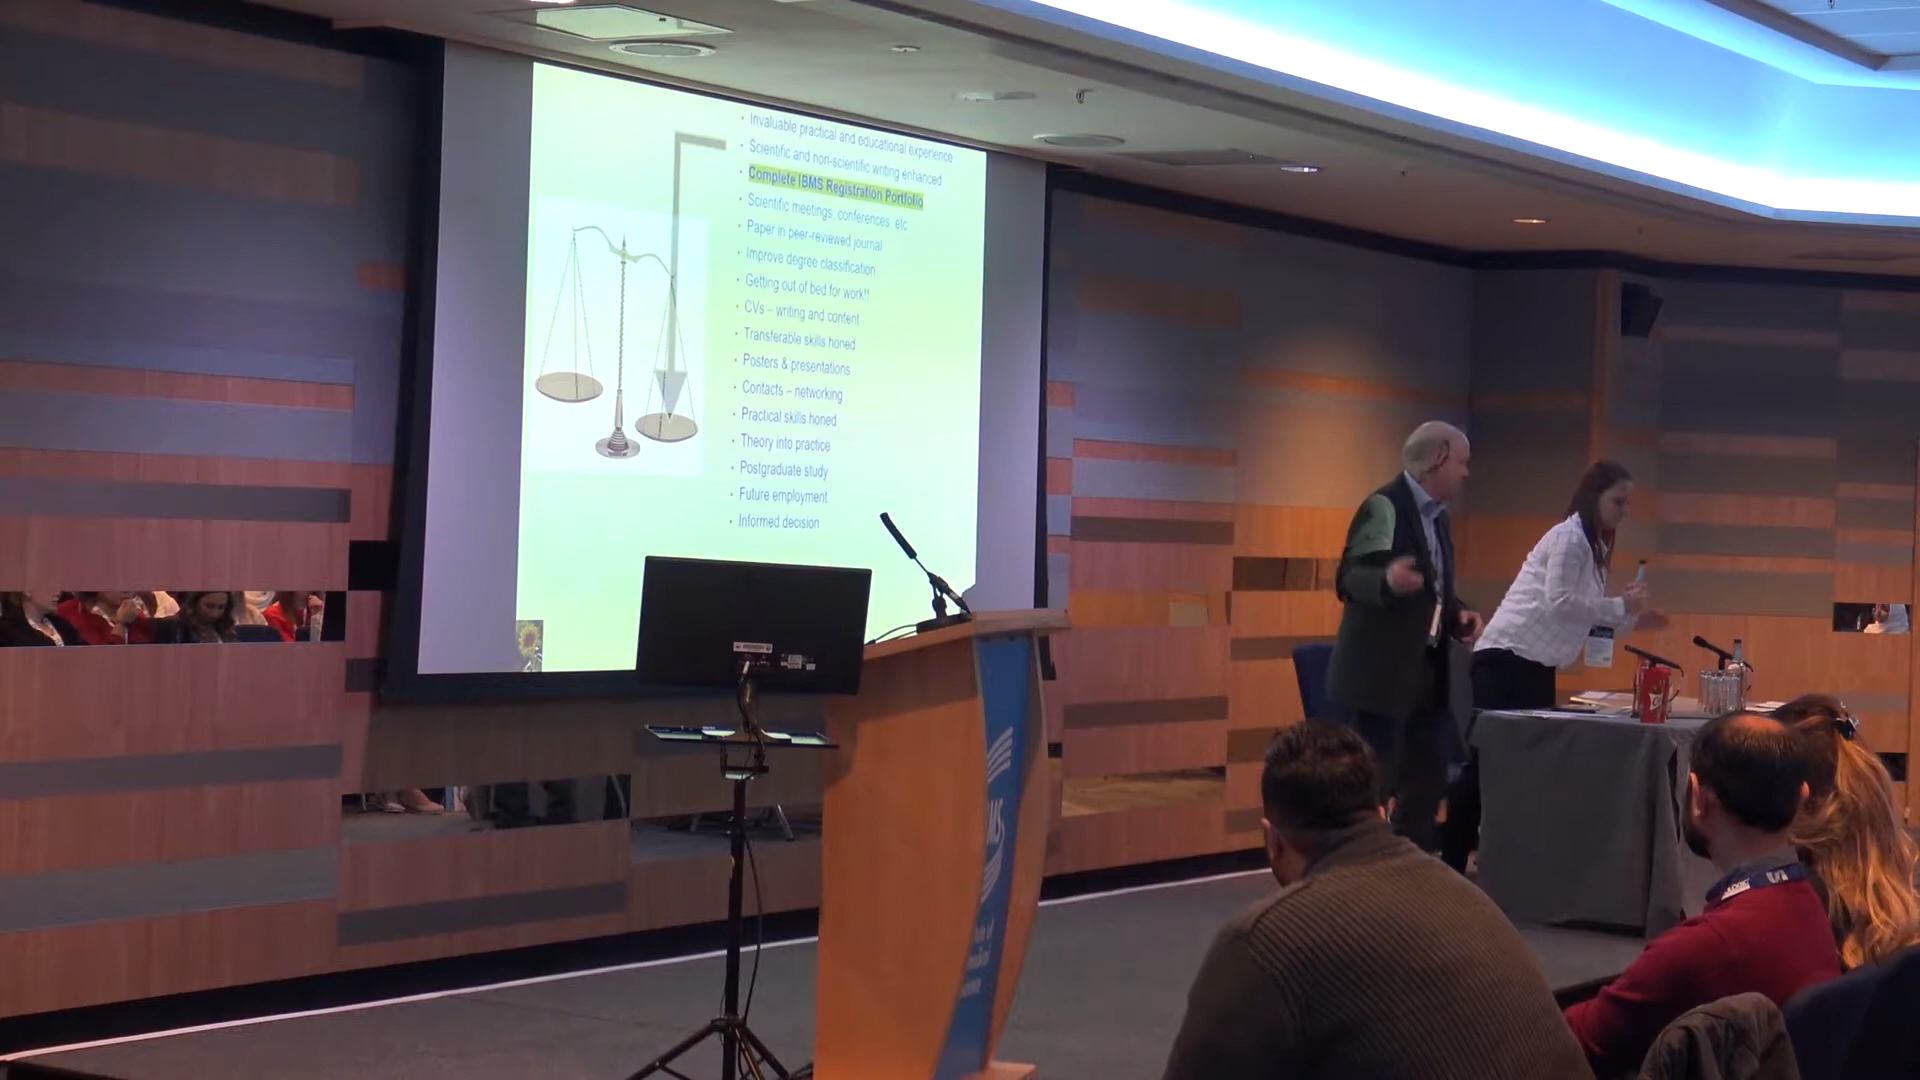 • Invaluable practical and educational experience
• Scientific and non-scientific writing enhanced
• Complete IBMS Registration Portfolio
• Scientific meetings, conferences, etc
• Paper in peer-reviewed journal
• Improve degree classification
• Getting out of bed for work!!
• CVs – writing and content
• Transferable skills honed
• Posters & presentations
• Contacts – networking
• Practical skills honed
• Theory into practice
• Postgraduate study
• Future employment
• Informed decision
MS